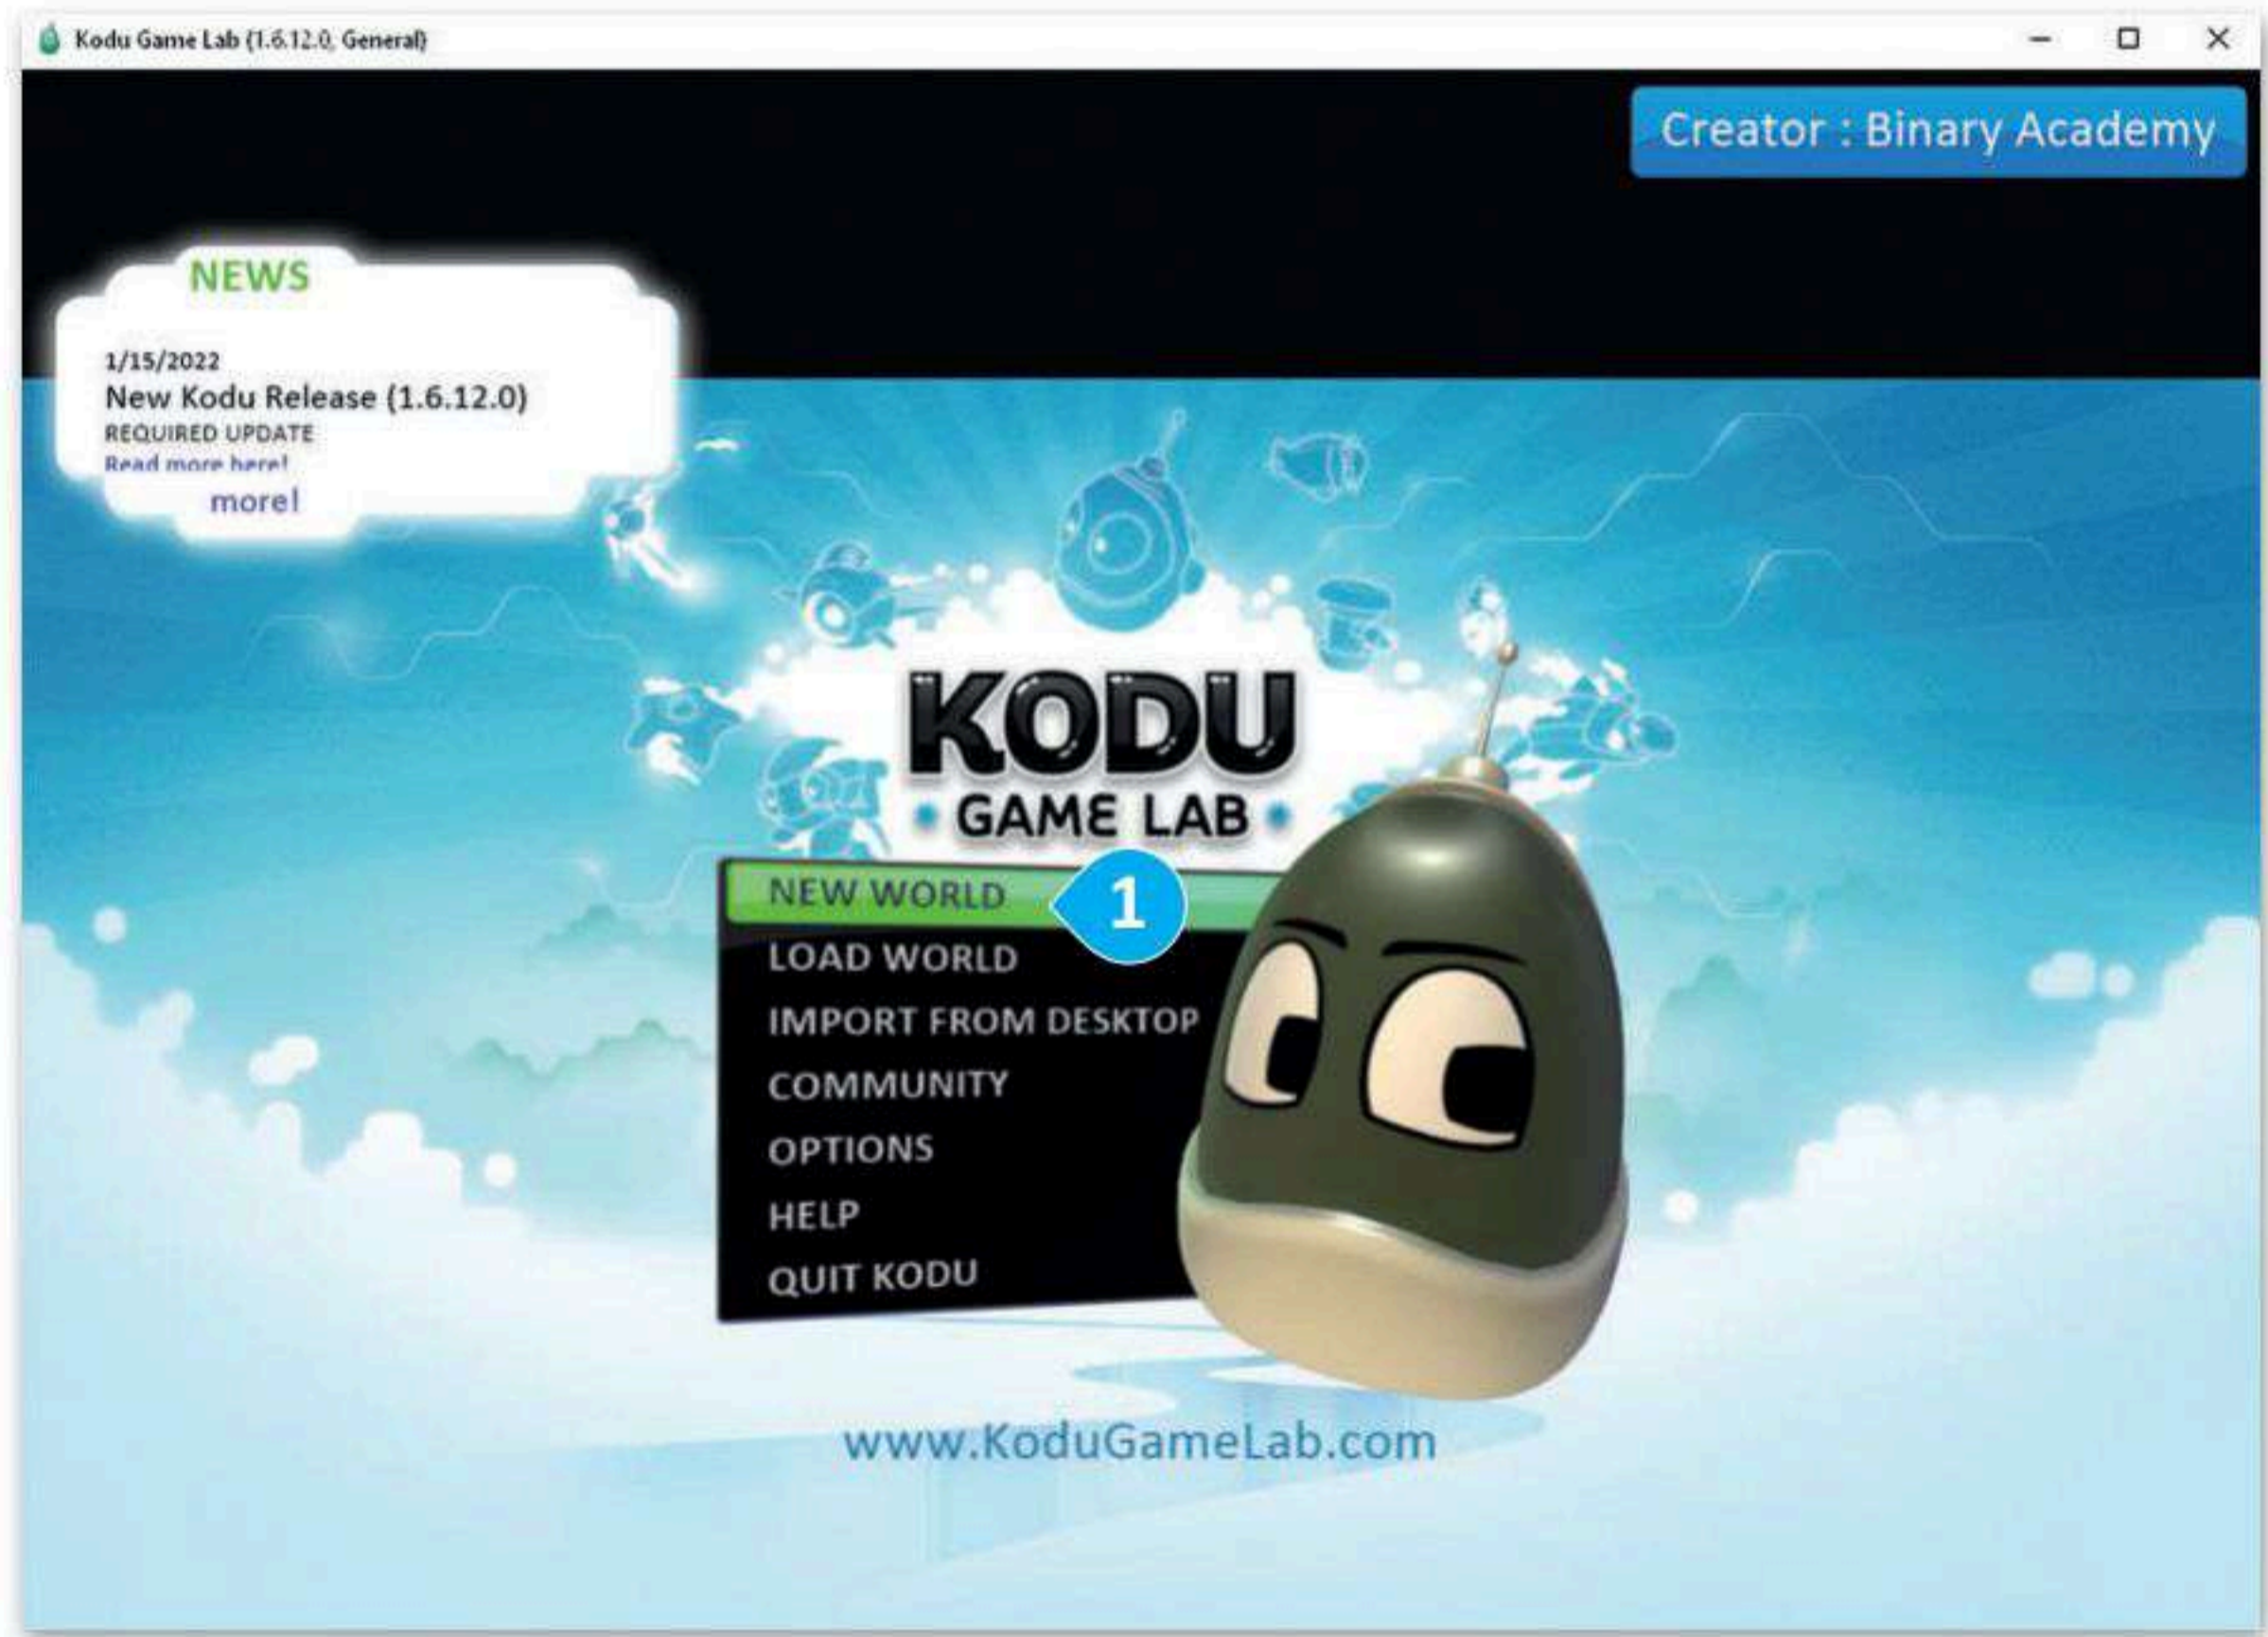 Kodu Game Lab (1.6.12.0, General)
Creator : Binary Academy
NEWS
1/15/2022
New Kodu Release (1.6.12.0)
REQUIRED UPDATE
Read more here!
more!
KODU
GAME LAB
NEW WORLD
1
LOAD WORLD
IMPORT FROM DESKTOP
COMMUNITY
OPTIONS
HELP
QUIT KODU
www.KoduGameLab.com